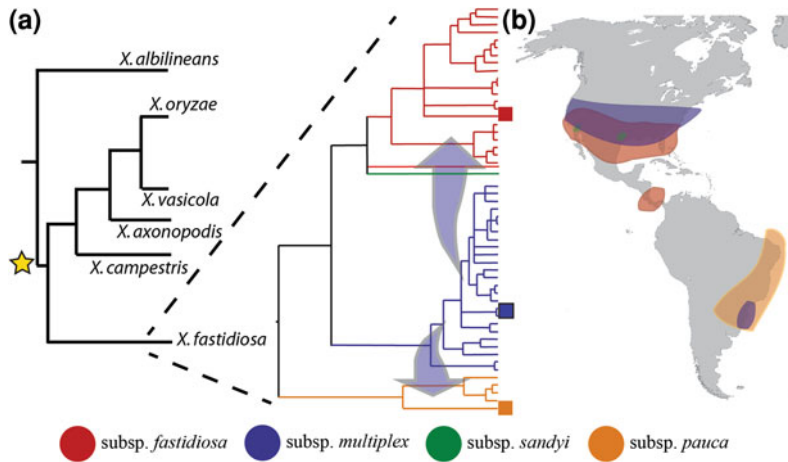 (a)
X. albilineans
X. oryzae
X. vasicola
X. axonopodis
X. campestris
X. fastidiosa
(b)
subsp. fastidiosa
subsp. multiplex
subsp. sandyi
subsp. pauca